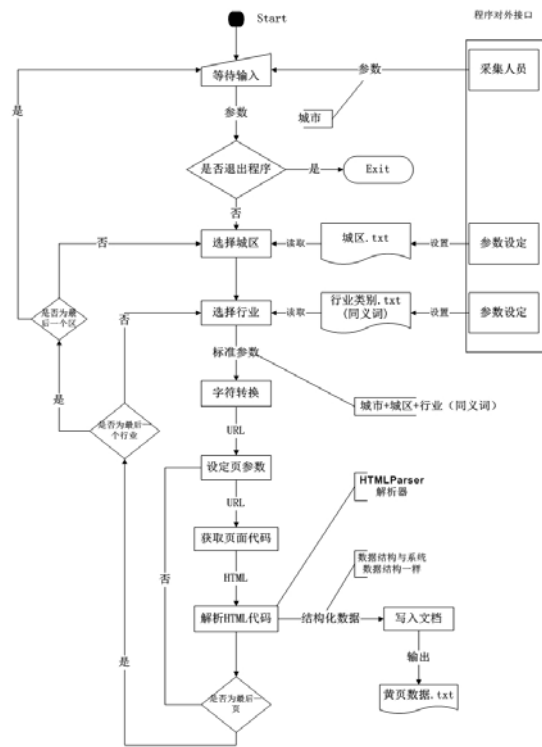 Start
程序对外接口
等待输入
参数
采集人员
是
参数
城市
是否退出程序
是
Exit
否
否
选择城区
读取
城区.txt
设置
参数设定
是否为最
后一个区
否
选择行业
读取
行业类别.txt
(同义词)
设置
参数设定
标准参数
是
字符转换
城市+城区+行业（同义词）
是否为最后一
个行业
URL
设定页参数
HTMLParser
解析器
URL
获取页面代码
数据结构与系统
数据结构一样
否
HTML
解析HTML代码
结构化数据
写入文档
输出
是
是否为最后一
页
黄页数据.txt